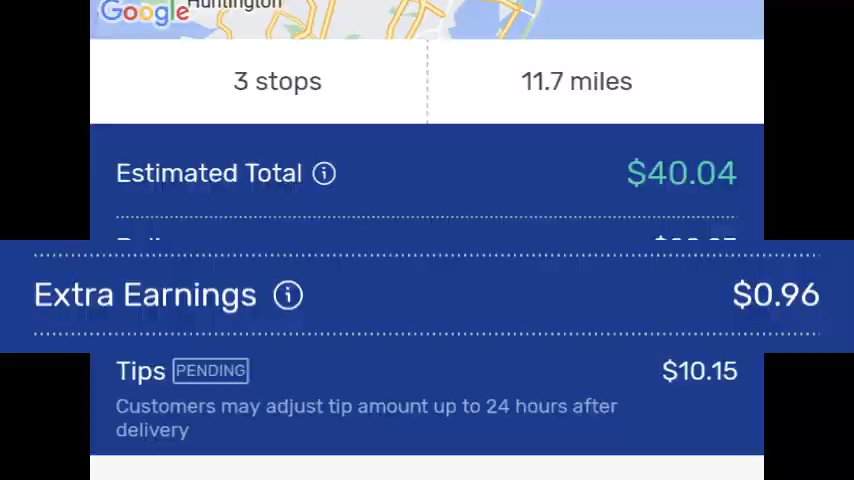 Google
Huntington
3 stops
11.7 miles
Estimated Total
$40.04
Extra Earnings
$0.96
Tips PENDING
$10.15
Customers may adjust tip amount up to 24 hours after
delivery